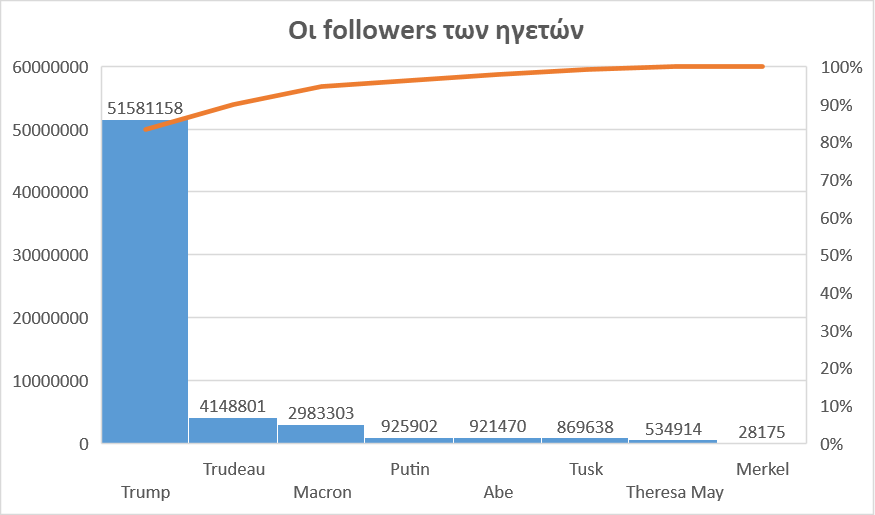 Οι followers των ηγετών
60000000
50000000
40000000
30000000
20000000
10000000
0
100%
90%
80%
70%
60%
50%
40%
30%
20%
10%
0%
51581158
4148801
2983303
925902
921470
869638
534914
28175
Trump
Trudeau
Macron
Putin
Abe
Tusk
Theresa May
Merkel